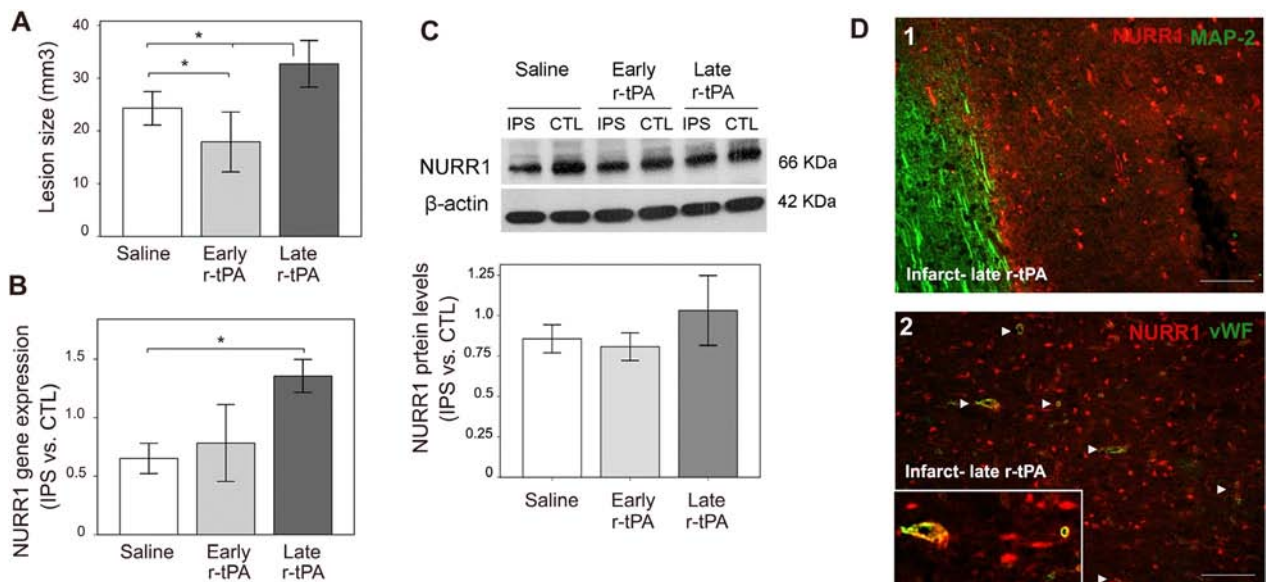 A
Lesion size (mm3)
40
30
20
10
0
*
*
Saline
Early
r-tPA
Late
r-tPA
B
NURR1 gene expression
(IPS vs. CTL)
1.5
1.0
0.5
0
*
Saline
Early
r-tPA
Late
r-tPA
C
Saline
Early
r-tPA
Late
r-tPA
IPS CTL IPS CTL IPS CTL
NURR1
66 KDa
β-actin
42 KDa
NURR1 prtein levels
(IPS vs. CTL)
1.25
1.0
0.75
0.50
0.25
0
Saline
Early
r-tPA
Late
r-tPA
D
1
NURR1 MAP-2
Infarct- late r-tPA
2
NURR1 vWF
Infarct- late r-tPA